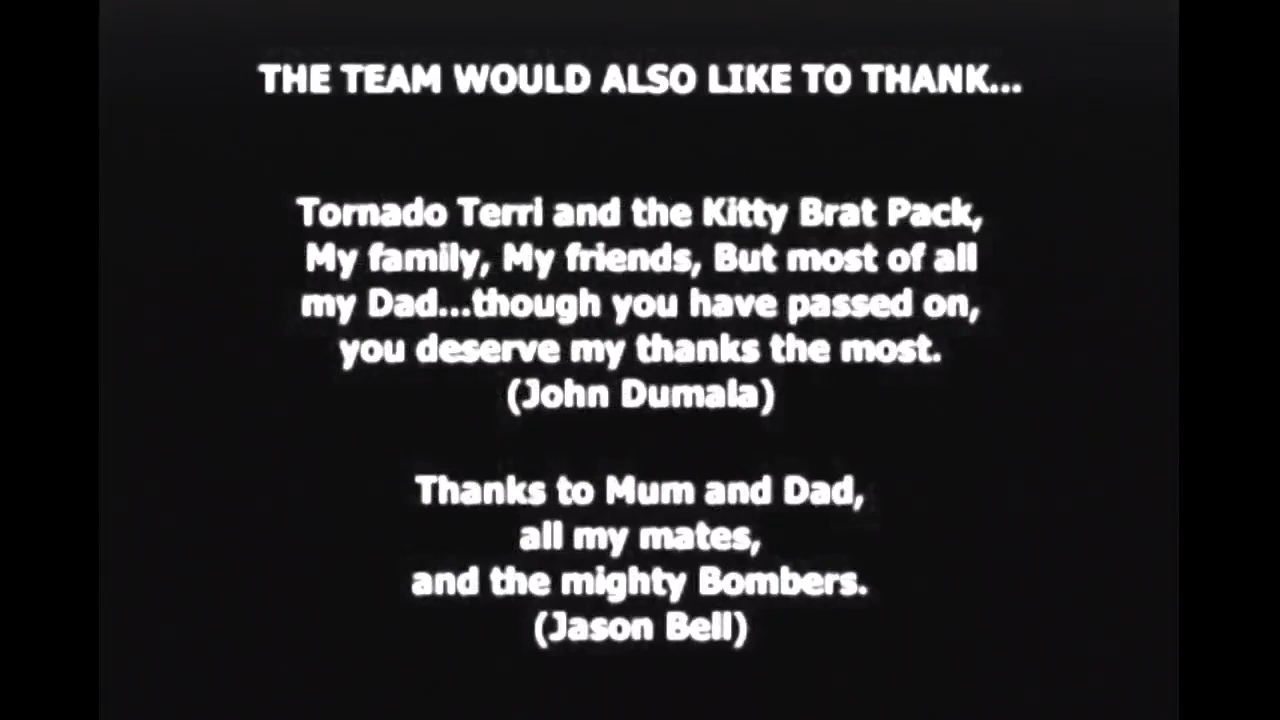 THE TEAM WOULD ALSO LIKE TO THANK...
Tornado Terri and the Kitty Brat Pack,
My family, My friends, But most of all
my Dad...though you have passed on,
you deserve my thanks the most.
(John Dumala)
Thanks to Mum and Dad,
all my mates,
and the mighty Bombers.
(Jason Bell)